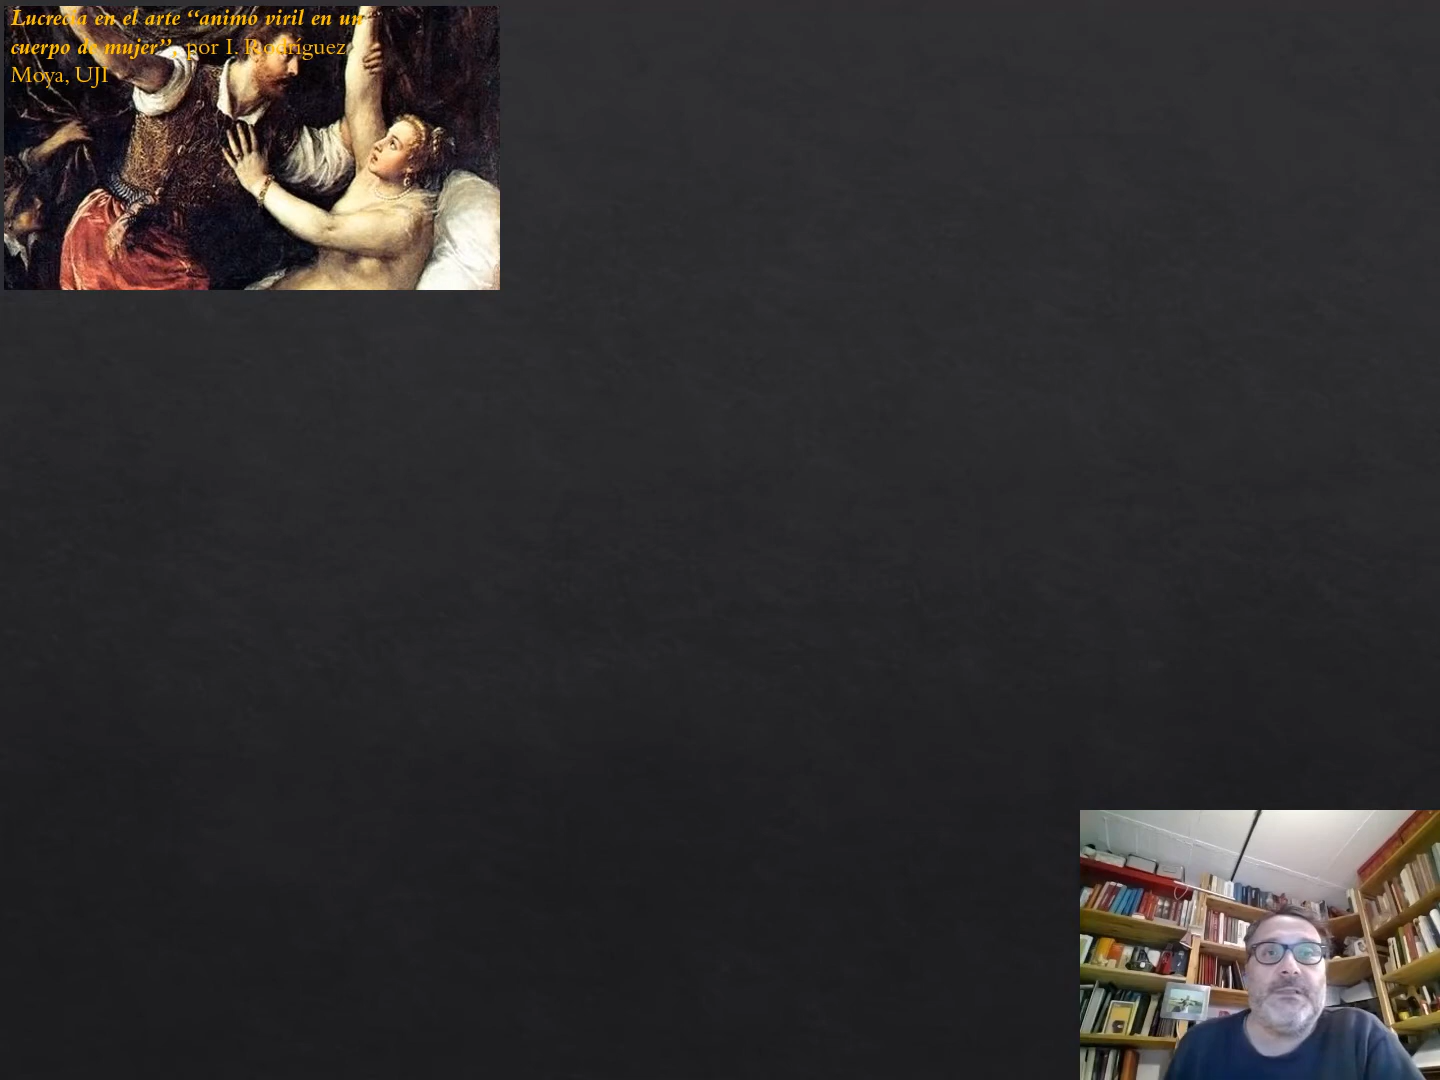 Lucrecia en el arte “animo viril en un
cuerpo de mujer”, por I. Rodríguez
Moya, UJI